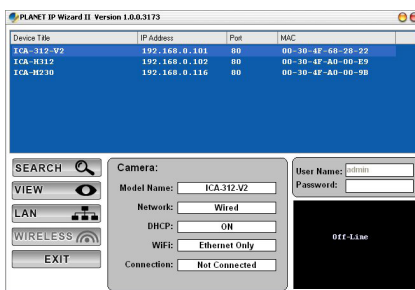 PLANET IP Wizard II Version 1.0.0.3173
Device Title IP Address Port MAC
ICA-312-V2 192.168.0.101 80 00-30-4F-68-28-22
ICA-H312 192.168.0.102 80 00-30-4F-A0-00-E9
ICA-M230 192.168.0.116 80 00-30-4F-A0-00-9B
SEARCH
VIEW
LAN
WIRELESS
EXIT
Camera:
Model Name: ICA-312-V2
Network: Wired
DHCP: ON
WiFi: Ethernet Only
Connection: Not Connected
User Name: admin
Password:
Off-Line